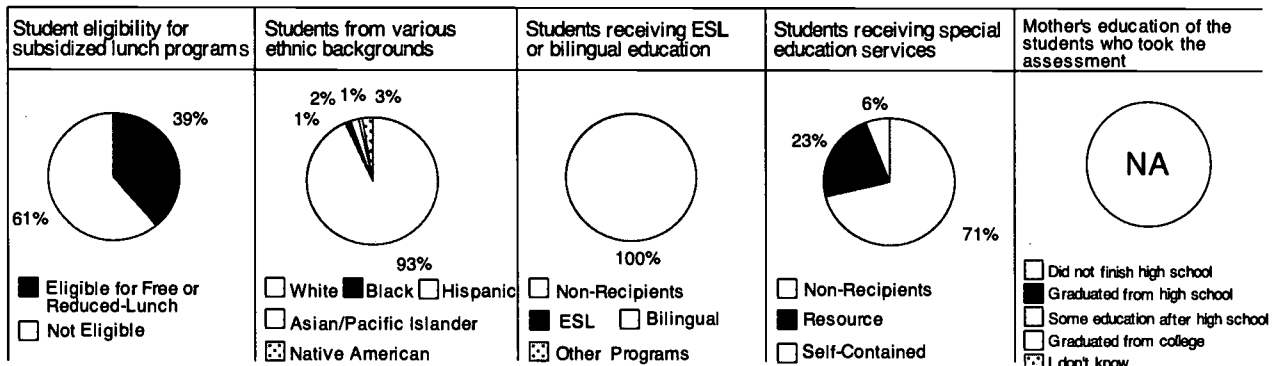 Student eligibility for
subsidized lunch programs
39%
61%
Eligible for Free or
Reduced-Lunch
Not Eligible
Students from various
ethnic backgrounds
2% 1% 3%
1%
93%
White Black Hispanic
Asian/Pacific Islander
Native American
Students receiving ESL
or bilingual education
100%
Non-Recipients
ESL Bilingual
Other Programs
Students receiving special
education services
6%
23%
71%
Non-Recipients
Resource
Self-Contained
Mother's education of the
students who took the
assessment
NA
Did not finish high school
Graduated from high school
Some education after high school
Graduated from college
I don't know